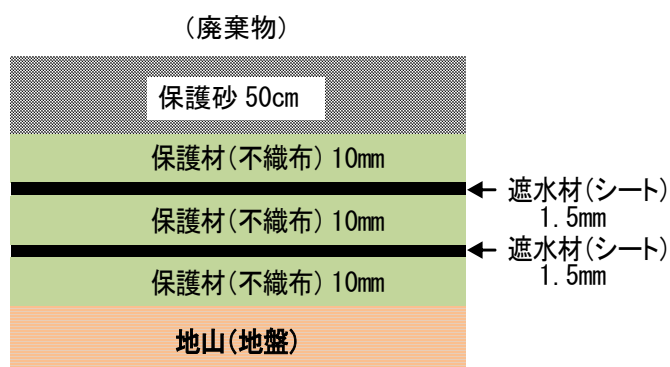 （廃棄物）
保護砂 50cm
保護材（不織布）10mm
遮水材（シート）
1.5mm
保護材（不織布）10mm
遮水材（シート）
1.5mm
保護材（不織布）10mm
地山（地盤）